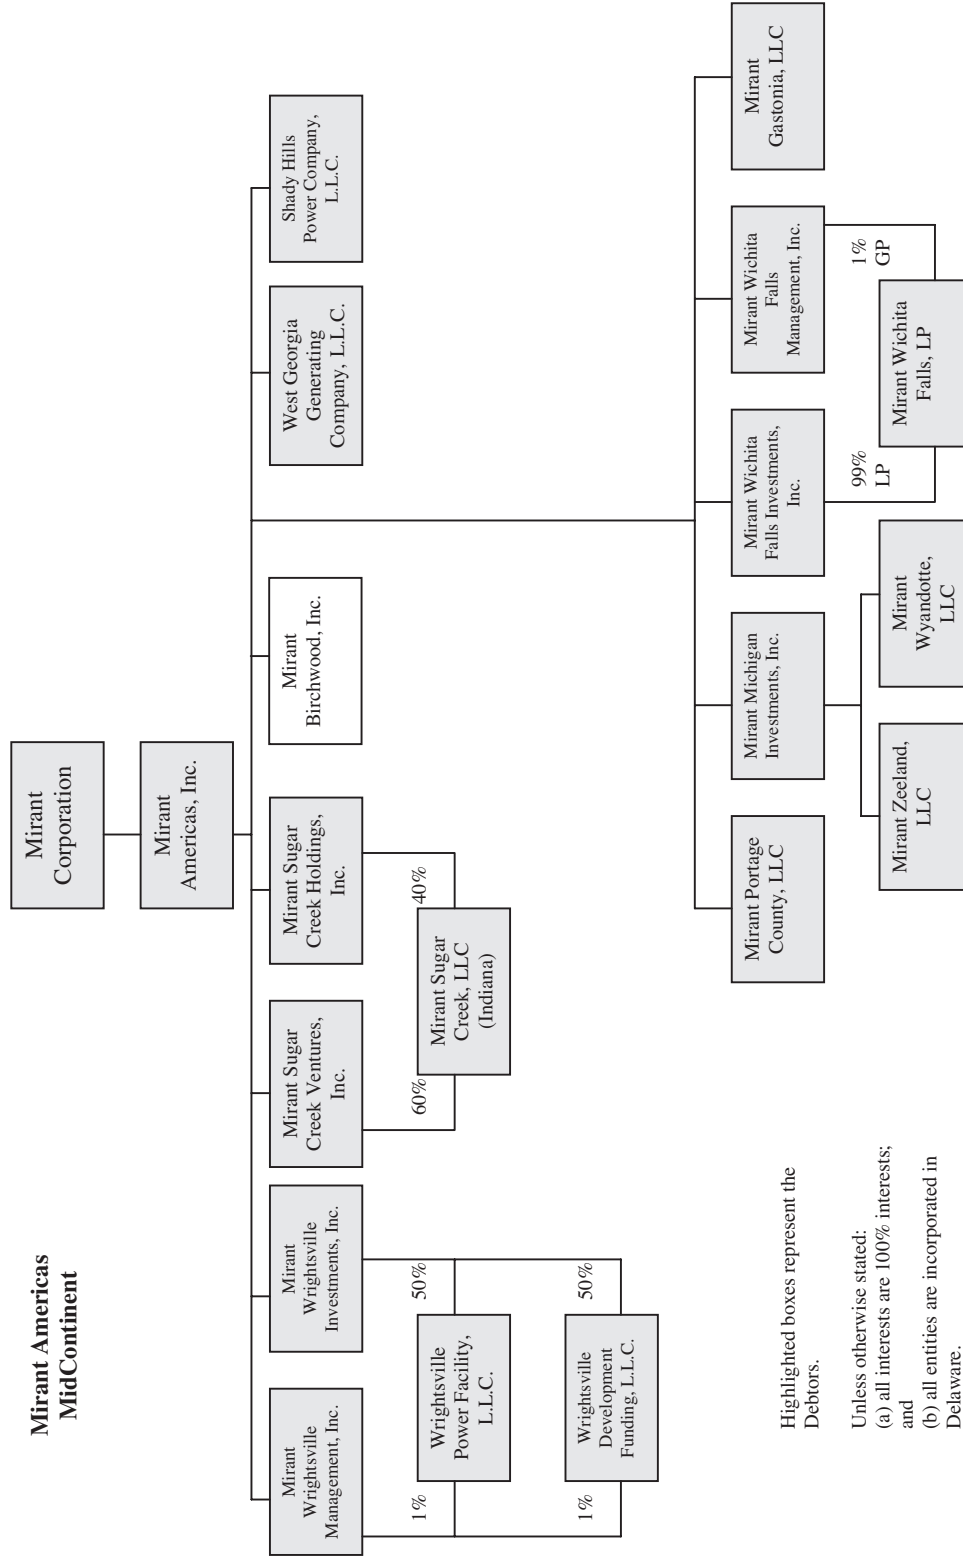 Mirant Americas
MidContinent
Mirant
Corporation
Mirant
Americas, Inc.
Mirant
Wrightsville
Management, Inc.
Mirant
Wrightsville
Investments, Inc.
Mirant Sugar
Creek Ventures,
Inc.
Mirant Sugar
Creek Holdings,
Inc.
Mirant
Birchwood, Inc.
West Georgia
Generating
Company, L.L.C.
Shady Hills
Power Company,
L.L.C.
1%
Wrightsville
Power Facility,
L.L.C.
50%
60%
Mirant Sugar
Creek, LLC
(Indiana)
40%
1%
Wrightsville
Development
Funding, L.L.C.
50%
Mirant Portage
County, LLC
Mirant Michigan
Investments, Inc.
Mirant Wichita
Falls Investments,
Inc.
Mirant Wichita
Falls
Management, Inc.
Mirant
Gastonia, LLC
Mirant Zeeland,
LLC
Mirant
Wyandotte,
LLC
99%
LP
Mirant Wichita
Falls, LP
1%
GP
Highlighted boxes represent the
Debtors.
Unless otherwise stated:
(a) all interests are 100% interests;
and
(b) all entities are incorporated in
Delaware.